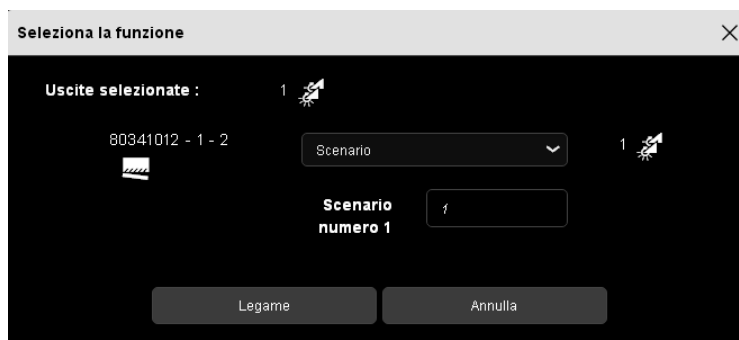 Seleziona la funzione
Uscite selezionate : 1
80341012 - 1 - 2 Scenario 1
Scenario 1
numero 1
Legame Annulla